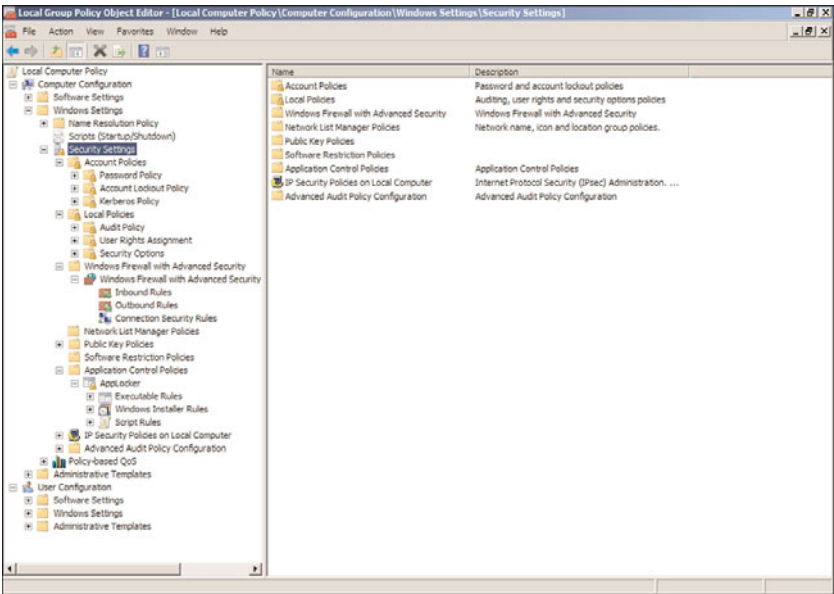 Local Group Policy Object Editor - [Local Computer Policy\Computer Configuration\Windows Settings\Security Settings]
File Action View Favorites Window Help
Local Computer Policy
Computer Configuration
Software Settings
Windows Settings
Name Resolution Policy
Scripts (Startup/Shutdown)
Security Settings
Account Policies
Password Policy
Account Lockout Policy
Kerberos Policy
Local Policies
Audit Policy
User Rights Assignment
Security Options
Windows Firewall with Advanced Security
Windows Firewall with Advanced Security
Inbound Rules
Outbound Rules
Connection Security Rules
Network List Manager Policies
Public Key Policies
Software Restriction Policies
Application Control Policies
AppLocker
Executable Rules
Windows Installer Rules
Script Rules
IP Security Policies on Local Computer
Advanced Audit Policy Configuration
Policy-based QoS
Administrative Templates
User Configuration
Software Settings
Windows Settings
Administrative Templates
Name Description
Account Policies Password and account lockout policies
Local Policies Auditing, user rights and security options policies
Windows Firewall with Advanced Security Windows Firewall with Advanced Security
Network List Manager Policies Network name, icon and location group policies.
Public Key Policies
Software Restriction Policies
Application Control Policies Application Control Policies
IP Security Policies on Local Computer Internet Protocol Security (IPsec) Administration. ...
Advanced Audit Policy Configuration Advanced Audit Policy Configuration